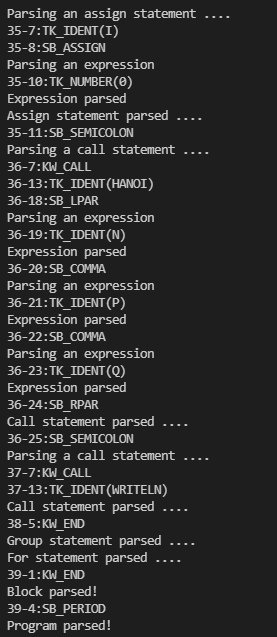 Parsing an assign statement ....
35-7:TK_IDENT(I)
35-8:SB_ASSIGN
Parsing an expression
35-10:TK_NUMBER(0)
Expression parsed
Assign statement parsed ....
35-11:SB_SEMICOLON
Parsing a call statement ....
36-7:KW_CALL
36-13:TK_IDENT(HANOI)
36-18:SB_LPAR
Parsing an expression
36-19:TK_IDENT(N)
Expression parsed
36-20:SB_COMMA
Parsing an expression
36-21:TK_IDENT(P)
Expression parsed
36-22:SB_COMMA
Parsing an expression
36-23:TK_IDENT(Q)
Expression parsed
36-24:SB_RPAR
Call statement parsed ....
36-25:SB_SEMICOLON
Parsing a call statement ....
37-7:KW_CALL
37-13:TK_IDENT(WRITELN)
Call statement parsed ....
38-5:KW_END
Group statement parsed ....
For statement parsed ....
39-1:KW_END
Block parsed!
39-4:SB_PERIOD
Program parsed!